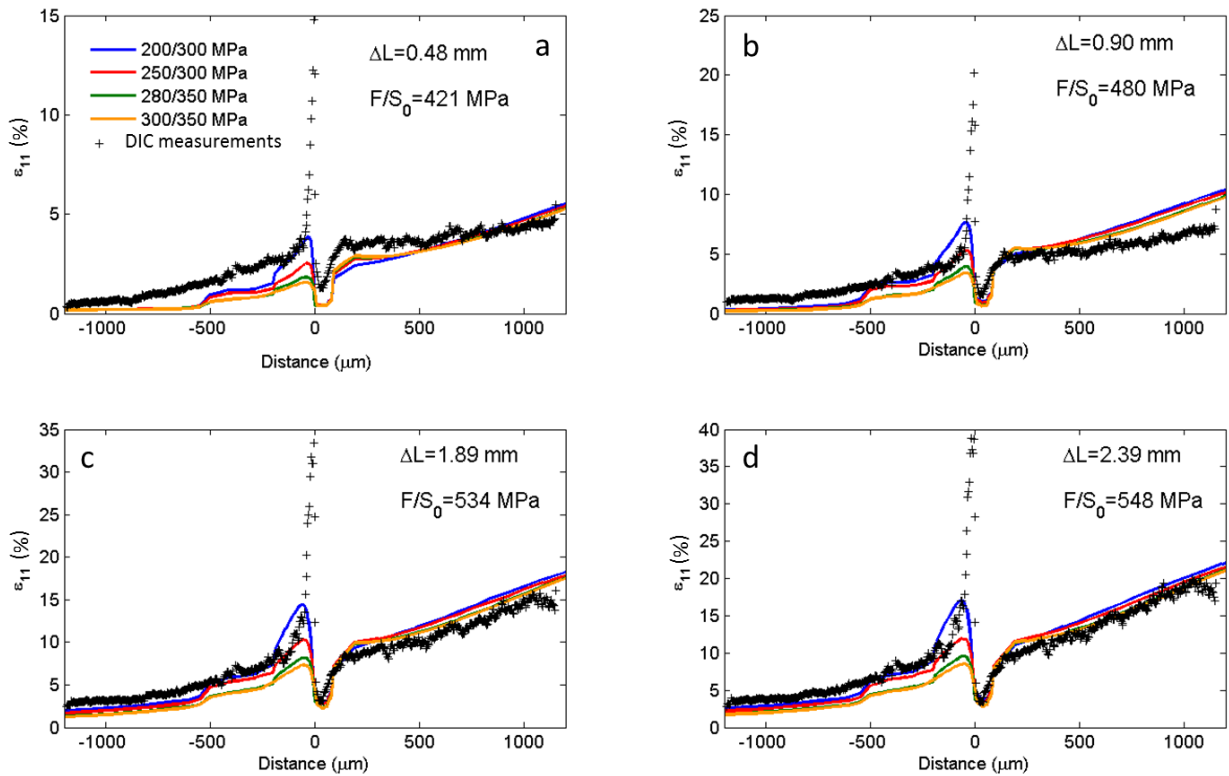 a
ΔL=0.48 mm
F/S0=421 MPa
200/300 MPa
250/300 MPa
280/350 MPa
300/350 MPa
+ DIC measurements
ε11 (%)
15
10
5
0
-1000 -500 0 500 1000
Distance (μm)
b
ΔL=0.90 mm
F/S0=480 MPa
ε11 (%)
25
20
15
10
5
0
-1000 -500 0 500 1000
Distance (μm)
c
ΔL=1.89 mm
F/S0=534 MPa
ε11 (%)
35
30
25
20
15
10
5
0
-1000 -500 0 500 1000
Distance (μm)
d
ΔL=2.39 mm
F/S0=548 MPa
ε11 (%)
40
35
30
25
20
15
10
5
0
-1000 -500 0 500 1000
Distance (μm)